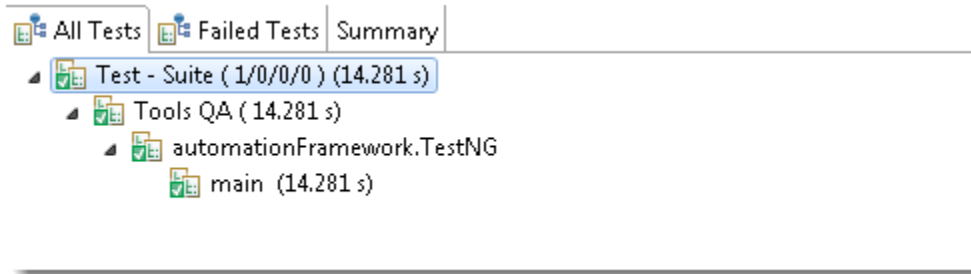 All Tests Failed Tests Summary
Test - Suite ( 1/0/0/0 ) (14.281 s)
Tools QA ( 14.281 s)
automationFramework.TestNG
main (14.281 s)